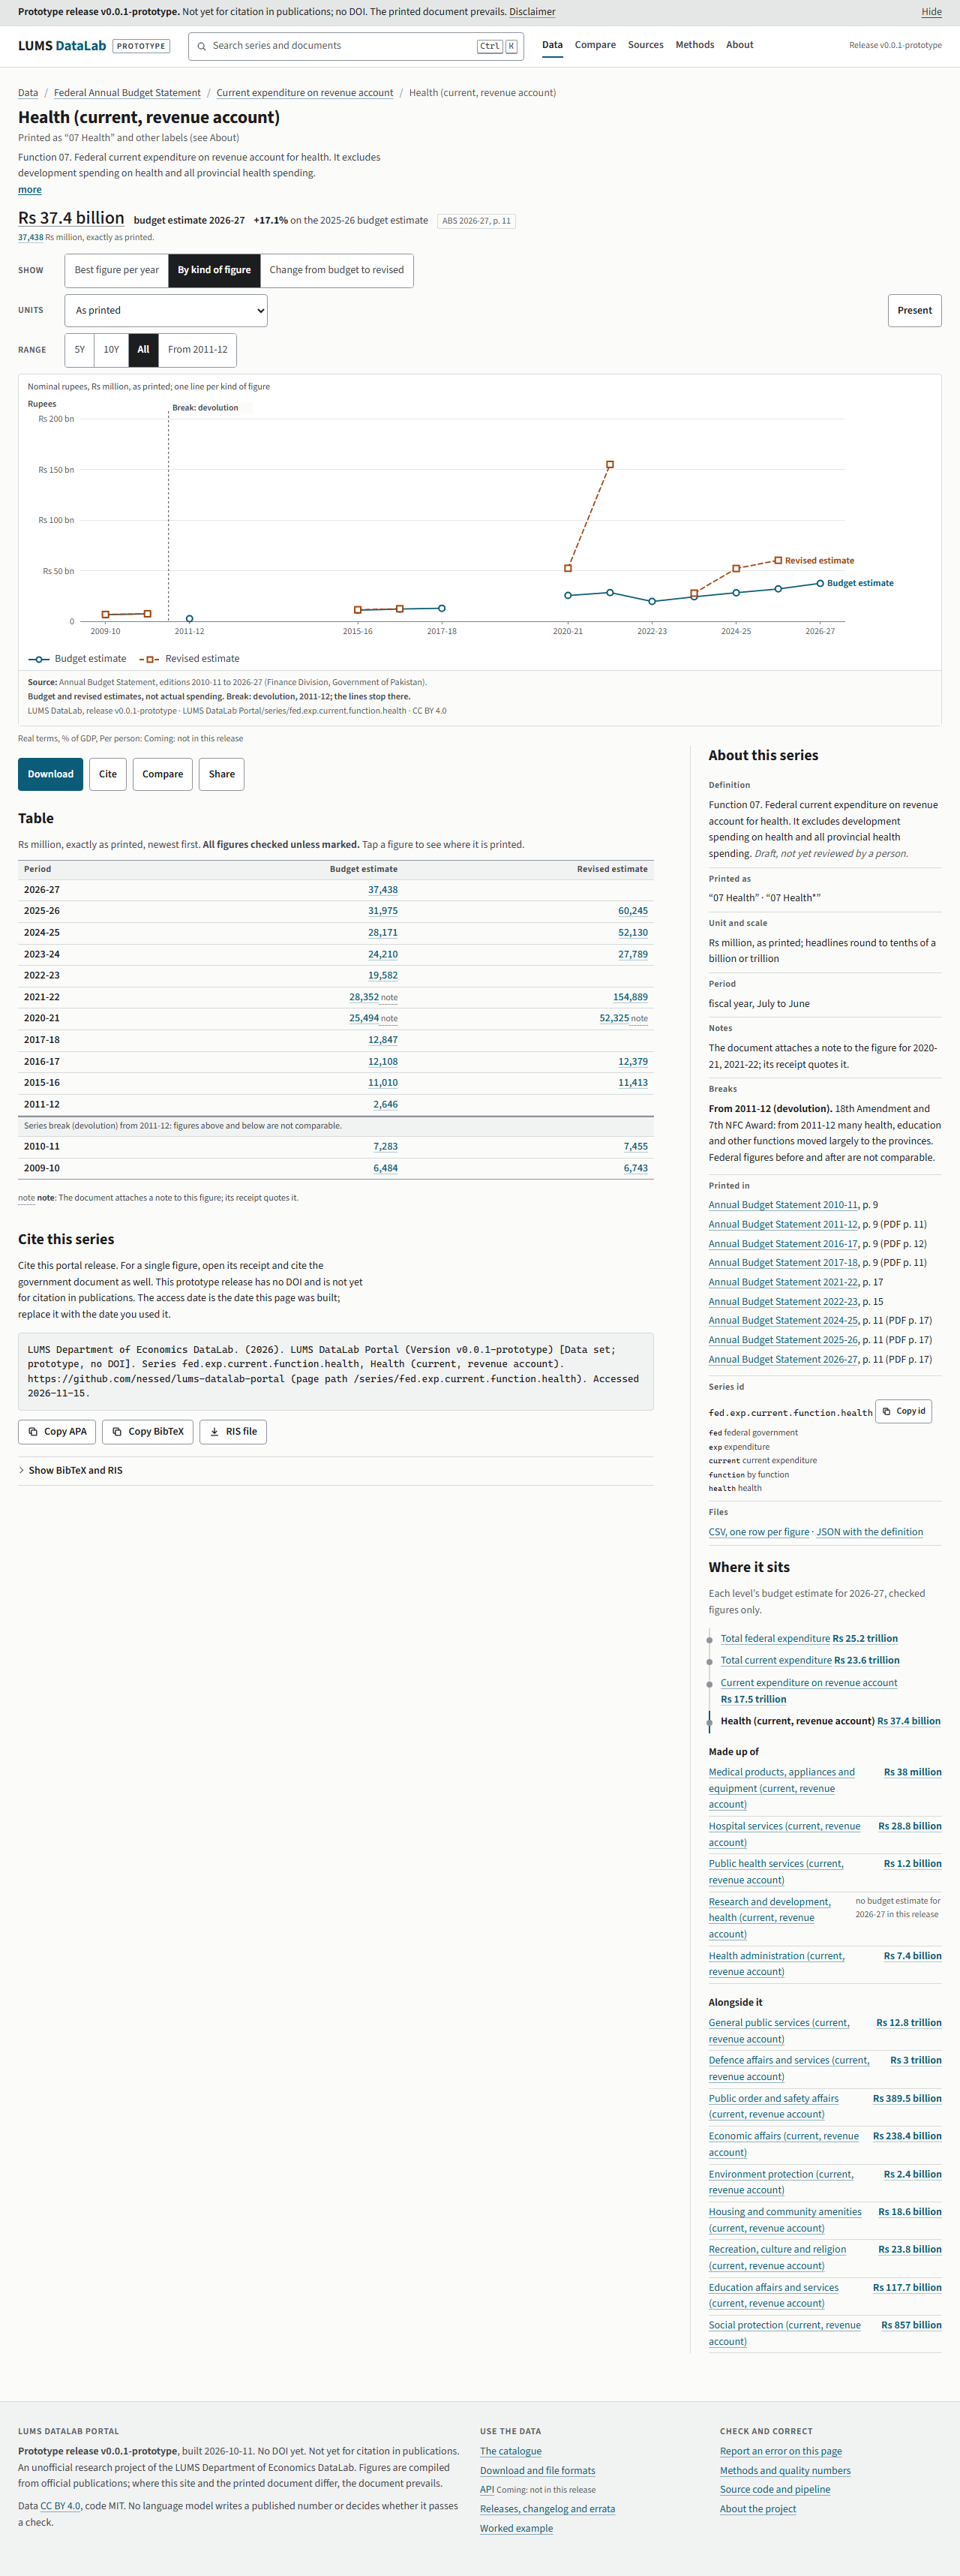 Prototype release v0.0.1-prototype. Not yet for citation in publications; no DOI. The printed document prevails. Disclaimer
Hide
LUMS DataLab PROTOTYPE
Search series and documents Ctrl K
Data Compare Sources Methods About
Release v0.0.1-prototype
Data / Federal Annual Budget Statement / Current expenditure on revenue account / Health (current, revenue account)
Health (current, revenue account)
Printed as “07 Health” and other labels (see About)
Function 07. Federal current expenditure on revenue account for health. It excludes
development spending on health and all provincial health spending.
more
Rs 37.4 billion budget estimate 2026-27 +17.1% on the 2025-26 budget estimate ABS 2026-27, p. 11
37,438 Rs million, exactly as printed.
SHOW Best figure per year By kind of figure Change from budget to revised
UNITS As printed Present
RANGE 5Y 10Y All From 2011-12
Nominal rupees, Rs million, as printed; one line per kind of figure
Rupees
Break: devolution
Rs 200 bn
Rs 150 bn
Rs 100 bn
Rs 50 bn
0
Revised estimate
Budget estimate
2009-10 2011-12 2015-16 2017-18 2020-21 2022-23 2024-25 2026-27
Budget estimate Revised estimate
Source: Annual Budget Statement, editions 2010-11 to 2026-27 (Finance Division, Government of Pakistan).
Budget and revised estimates, not actual spending. Break: devolution, 2011-12; the lines stop there.
LUMS DataLab, release v0.0.1-prototype · LUMS DataLab Portal/series/fed.exp.current.function.health · CC BY 4.0
Real terms, % of GDP, Per person: Coming: not in this release
Download Cite Compare Share
Table
Rs million, exactly as printed, newest first. All figures checked unless marked. Tap a figure to see where it is printed.
Period Budget estimate Revised estimate
2026-27 37,438
2025-26 31,975 60,245
2024-25 28,171 52,130
2023-24 24,210 27,789
2022-23 19,582
2021-22 28,352 note 154,889
2020-21 25,494 note 52,325 note
2017-18 12,847
2016-17 12,108 12,379
2015-16 11,010 11,413
2011-12 2,646
Series break (devolution) from 2011-12: figures above and below are not comparable.
2010-11 7,283 7,455
2009-10 6,484 6,743
note note: The document attaches a note to this figure; its receipt quotes it.
Cite this series
Cite this portal release. For a single figure, open its receipt and cite the
government document as well. This prototype release has no DOI and is not yet
for citation in publications. The access date is the date this page was built;
replace it with the date you used it.
LUMS Department of Economics DataLab. (2026). LUMS DataLab Portal (Version v0.0.1-prototype) [Data set;
prototype, no DOI]. Series fed.exp.current.function.health, Health (current, revenue account).
https://github.com/nessed/lums-datalab-portal (page path /series/fed.exp.current.function.health). Accessed
2026-11-15.
Copy APA Copy BibTeX RIS file
Show BibTeX and RIS
About this series
Definition
Function 07. Federal current expenditure on revenue
account for health. It excludes development
spending on health and all provincial health
spending. Draft, not yet reviewed by a person.
Printed as
“07 Health” · “07 Health*”
Unit and scale
Rs million, as printed; headlines round to tenths of a
billion or trillion
Period
fiscal year, July to June
Notes
The document attaches a note to the figure for 2020-
21, 2021-22; its receipt quotes it.
Breaks
From 2011-12 (devolution). 18th Amendment and
7th NFC Award: from 2011-12 many health, education
and other functions moved largely to the provinces.
Federal figures before and after are not comparable.
Printed in
Annual Budget Statement 2010-11, p. 9
Annual Budget Statement 2011-12, p. 9 (PDF p. 11)
Annual Budget Statement 2016-17, p. 9 (PDF p. 12)
Annual Budget Statement 2017-18, p. 9 (PDF p. 11)
Annual Budget Statement 2021-22, p. 17
Annual Budget Statement 2022-23, p. 15
Annual Budget Statement 2024-25, p. 11 (PDF p. 17)
Annual Budget Statement 2025-26, p. 11 (PDF p. 17)
Annual Budget Statement 2026-27, p. 11 (PDF p. 17)
Series id
fed.exp.current.function.health Copy id
fed federal government
exp expenditure
current current expenditure
function by function
health health
Files
CSV, one row per figure · JSON with the definition
Where it sits
Each level's budget estimate for 2026-27, checked
figures only.
Total federal expenditure Rs 25.2 trillion
Total current expenditure Rs 23.6 trillion
Current expenditure on revenue account
Rs 17.5 trillion
Health (current, revenue account) Rs 37.4 billion
Made up of
Medical products, appliances and Rs 38 million
equipment (current, revenue
account)
Hospital services (current, revenue Rs 28.8 billion
account)
Public health services (current, Rs 1.2 billion
revenue account)
Research and development, no budget estimate for
health (current, revenue 2026-27 in this release
account)
Health administration (current, Rs 7.4 billion
revenue account)
Alongside it
General public services (current, Rs 12.8 trillion
revenue account)
Defence affairs and services (current, Rs 3 trillion
revenue account)
Public order and safety affairs Rs 389.5 billion
(current, revenue account)
Economic affairs (current, revenue Rs 238.4 billion
account)
Environment protection (current, Rs 2.4 billion
revenue account)
Housing and community amenities Rs 18.6 billion
(current, revenue account)
Recreation, culture and religion Rs 23.8 billion
(current, revenue account)
Education affairs and services Rs 117.7 billion
(current, revenue account)
Social protection (current, revenue Rs 857 billion
account)
LUMS DATALAB PORTAL
Prototype release v0.0.1-prototype, built 2026-10-11. No DOI yet. Not yet for citation in publications.
An unofficial research project of the LUMS Department of Economics DataLab. Figures are compiled
from official publications; where this site and the printed document differ, the document prevails.
Data CC BY 4.0, code MIT. No language model writes a published number or decides whether it passes
a check.
USE THE DATA
The catalogue
Download and file formats
API Coming: not in this release
Releases, changelog and errata
Worked example
CHECK AND CORRECT
Report an error on this page
Methods and quality numbers
Source code and pipeline
About the project